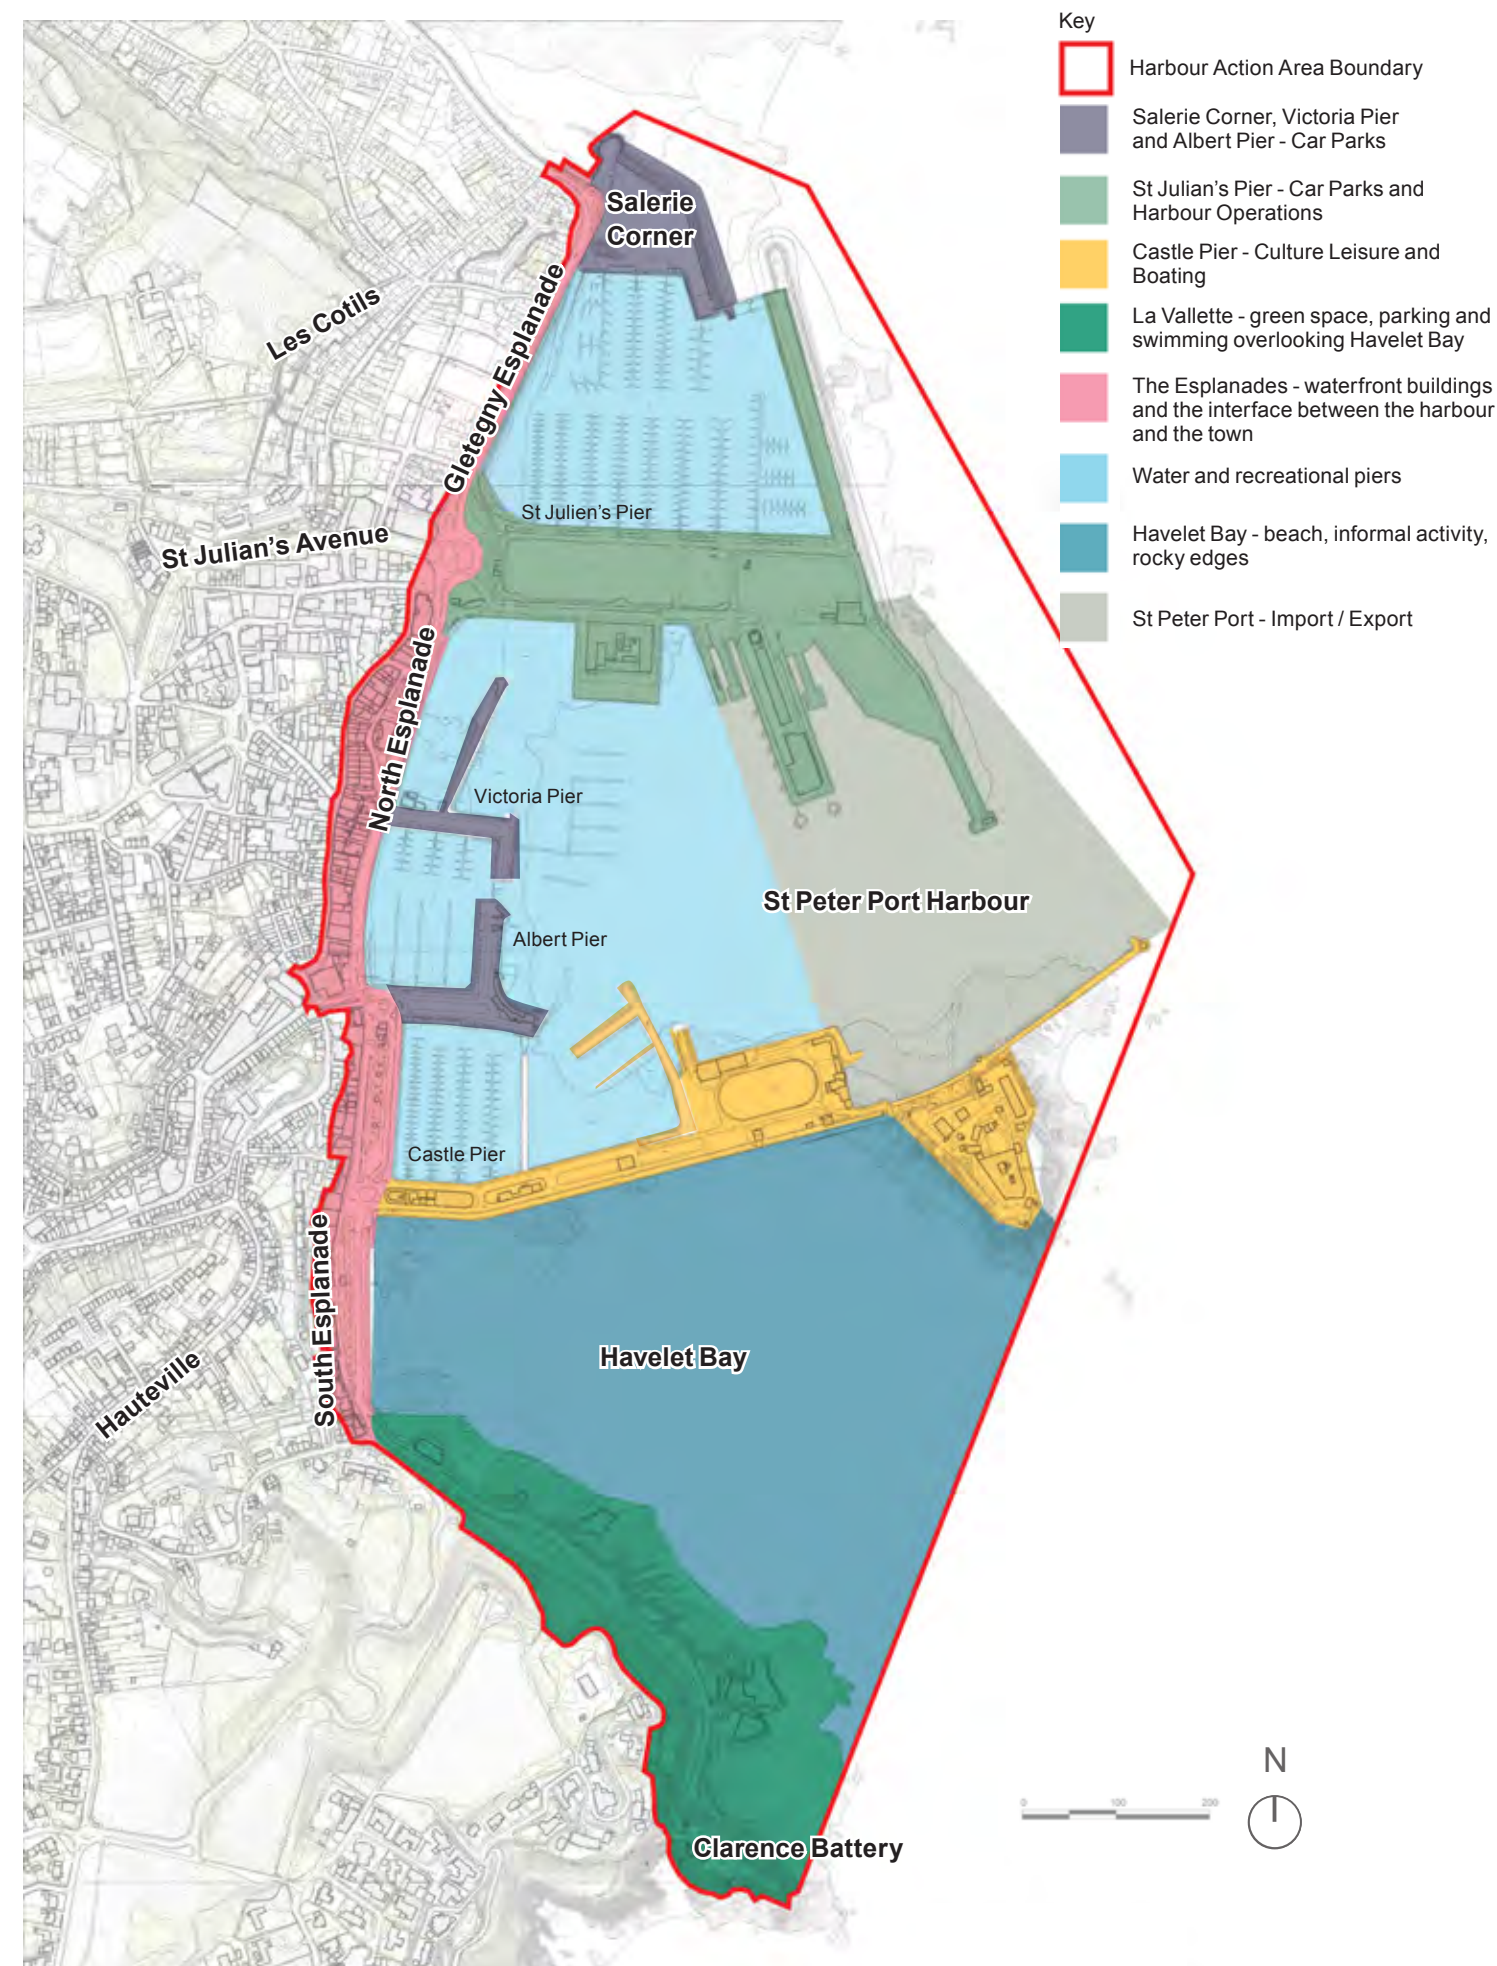 Key
Harbour Action Area Boundary
Salerie Corner, Victoria Pier
and Albert Pier - Car Parks
St Julian's Pier - Car Parks and
Harbour Operations
Castle Pier - Culture Leisure and
Boating
La Vallette - green space, parking and
swimming overlooking Havelet Bay
The Esplanades - waterfront buildings
and the interface between the harbour
and the town
Water and recreational piers
Havelet Bay - beach, informal activity,
rocky edges
St Peter Port - Import / Export
Salerie
Corner
Les Cotils
Gletegny Esplanade
St Julien's Pier
St Julian's Avenue
North Esplanade
Victoria Pier
St Peter Port Harbour
Albert Pier
Castle Pier
South Esplanade
Havelet Bay
Hauteville
Clarence Battery
N
0 100 200